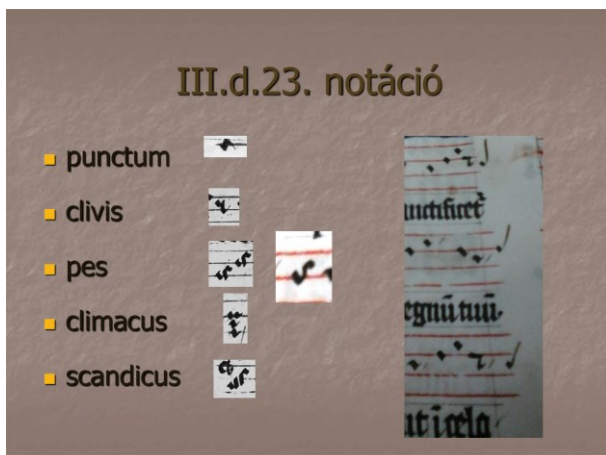 III.d.23. notáció
punctum
clivis
pes
climacus
scandicus